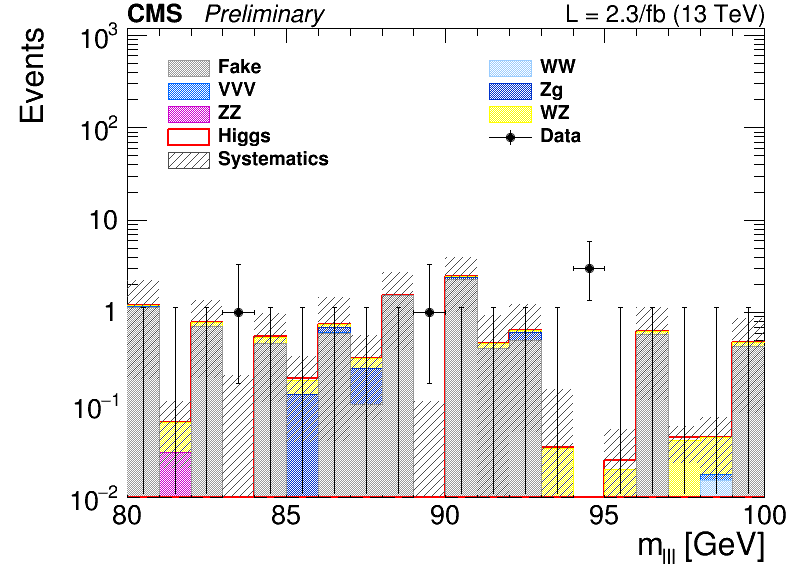 CMS Preliminary L = 2.3/fb (13 TeV)
Events
10³
10²
10
1
10⁻¹
10⁻²
Fake
VVV
ZZ
Higgs
Systematics
WW
Zg
WZ
Data
80 85 90 95 100
m_lll [GeV]